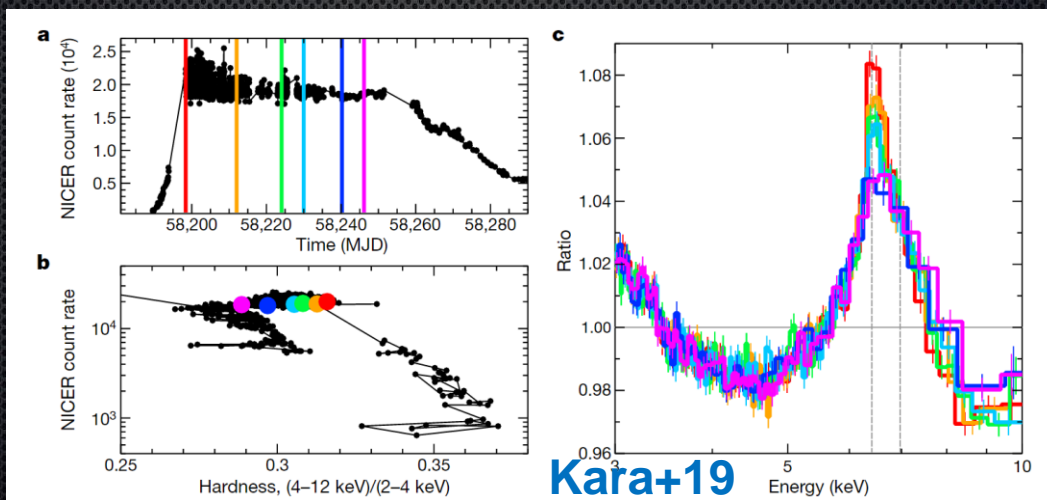 a
NICER count rate (10⁴)
2.5
2.0
1.5
1.0
0.5
58,200 58,220 58,240 58,260 58,280
Time (MJD)
b
NICER count rate
10⁴
10³
0.25 0.3 0.35
Hardness, (4–12 keV)/(2–4 keV)
c
Ratio
1.08
1.06
1.04
1.02
1.00
0.98
0.96
3 5 10
Energy (keV)
Kara+19